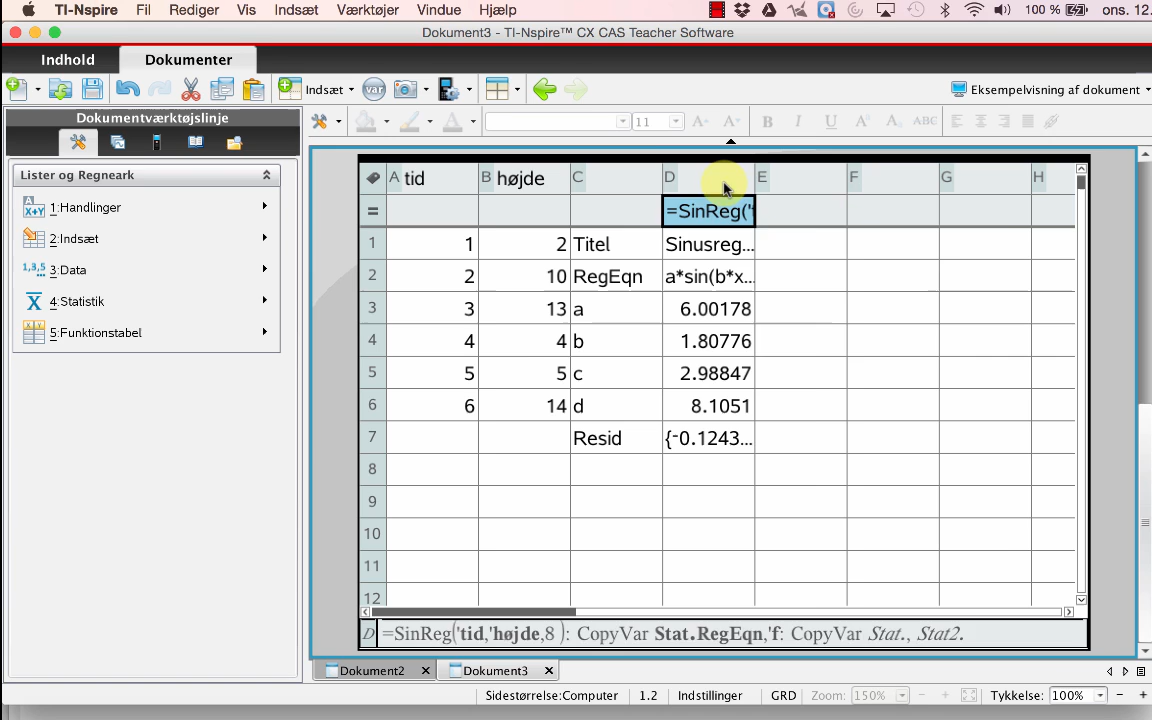 TI-Nspire Fil Rediger Vis Indsæt Værktøjer Vindue Hjælp 100 % ons. 12.
Dokument3 - TI-Nspire™ CX CAS Teacher Software
Indhold Dokumenter
Indsæt var Eksempelvisning af dokument
Dokumentværktøjslinje
11 A A B I U A A ABC
Lister og Regneark
1:Handlinger
2:Indsæt
3:Data
4:Statistik
5:Funktionstabel
A tid B højde C D E F G H
= =SinReg('t
1 1 2 Titel Sinusreg...
2 2 10 RegEqn a*sin(b*x...
3 3 13 a 6.00178
4 4 4 b 1.80776
5 5 5 c 2.98847
6 6 14 d 8.1051
7 Resid {⁻0.1243...
8
9
10
11
12
D =SinReg('tid,'højde,8 ): CopyVar Stat.RegEqn,'f: CopyVar Stat., Stat2.
Dokument2 Dokument3
Sidestørrelse:Computer 1.2 Indstillinger GRD Zoom: 150% Tykkelse: 100%